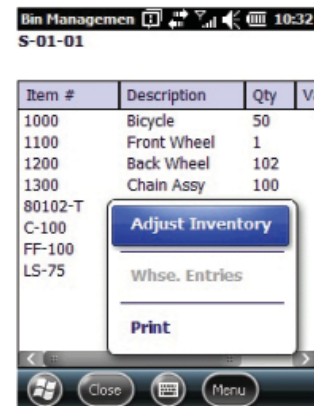 Bin Managemen 10:32
S-01-01
Item # Description Qty
1000 Bicycle 50
1100 Front Wheel 1
1200 Back Wheel 102
1300 Chain Assy 100
80102-T
C-100
FF-100
LS-75
Adjust Inventory
Whse. Entries
Print
Close Menu